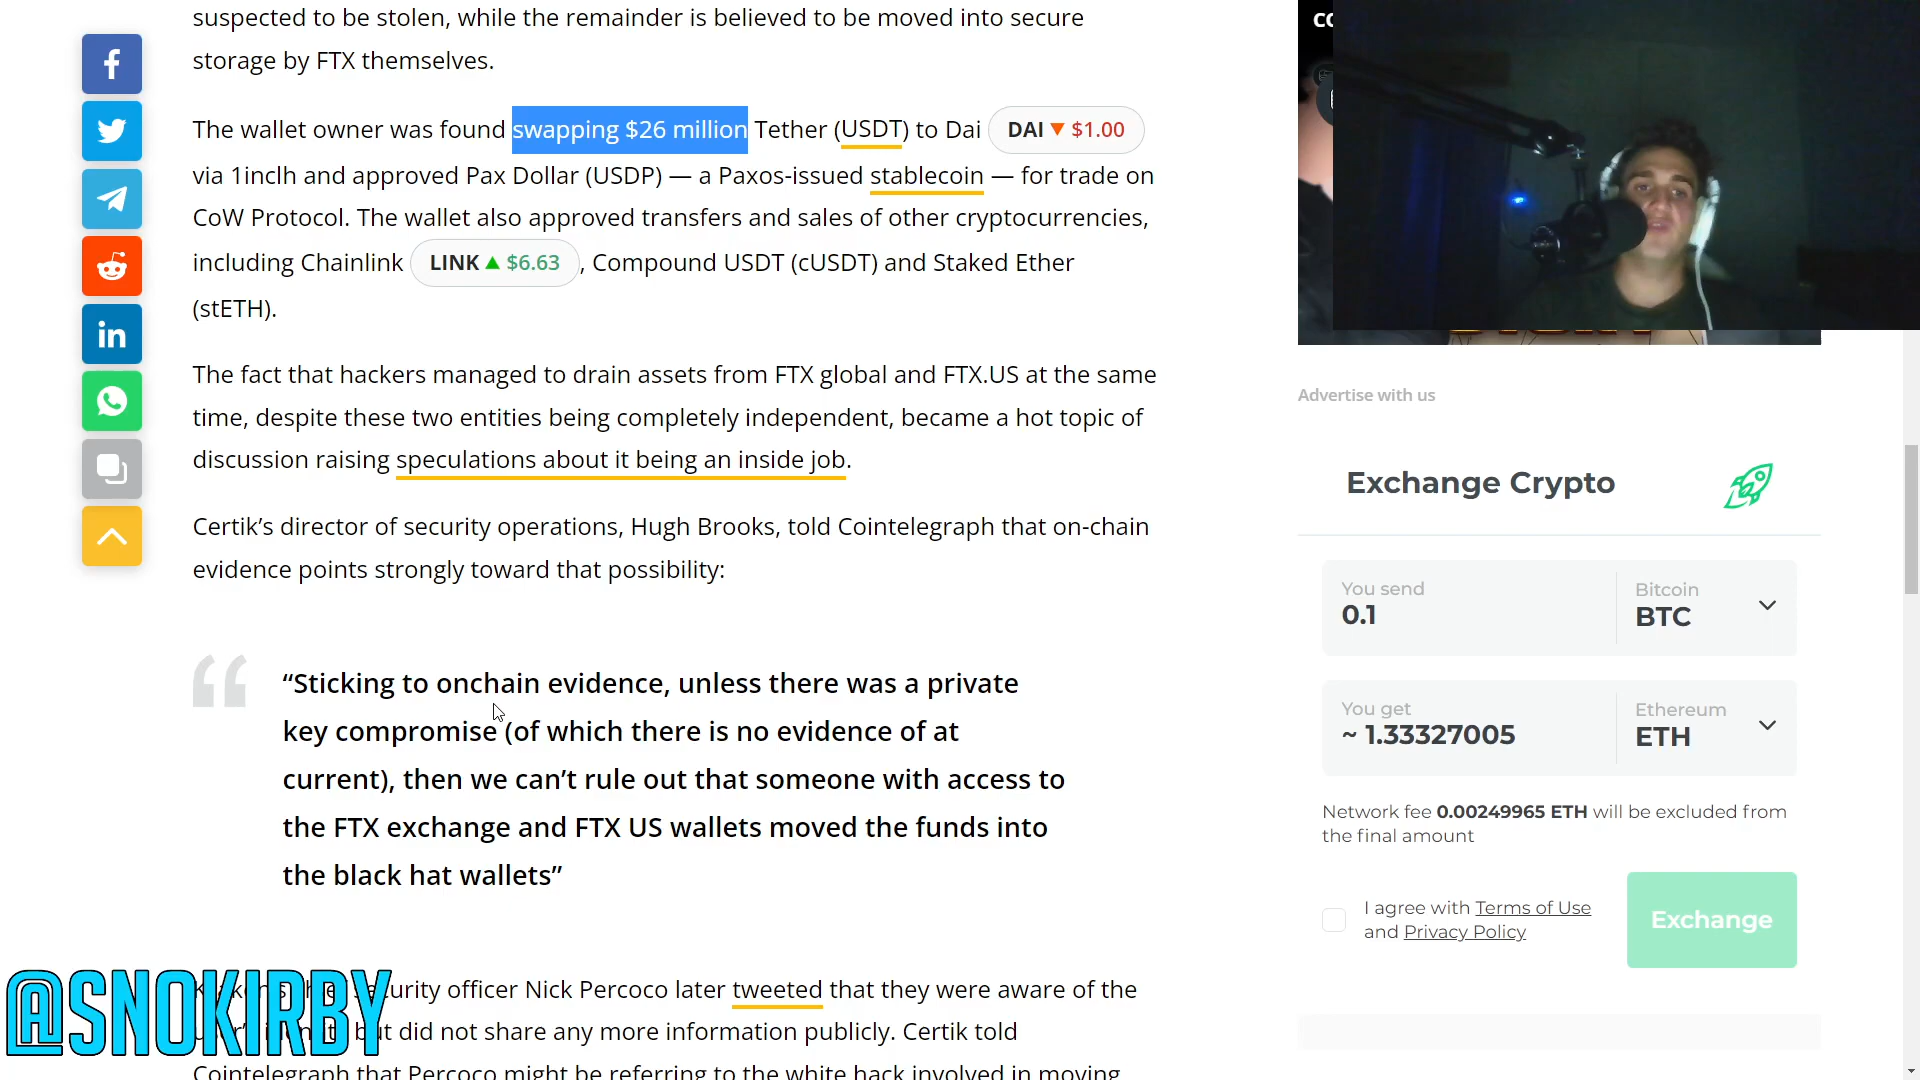 suspected to be stolen, while the remainder is believed to be moved into secure
storage by FTX themselves.
The wallet owner was found swapping $26 million Tether (USDT) to Dai DAI ▼ $1.00
via 1inclh and approved Pax Dollar (USDP) — a Paxos-issued stablecoin — for trade on
CoW Protocol. The wallet also approved transfers and sales of other cryptocurrencies,
including Chainlink LINK ▲ $6.63 , Compound USDT (cUSDT) and Staked Ether
(stETH).
The fact that hackers managed to drain assets from FTX global and FTX.US at the same
time, despite these two entities being completely independent, became a hot topic of
discussion raising speculations about it being an inside job.
Certik’s director of security operations, Hugh Brooks, told Cointelegraph that on-chain
evidence points strongly toward that possibility:
“Sticking to onchain evidence, unless there was a private
key compromise (of which there is no evidence of at
current), then we can’t rule out that someone with access to
the FTX exchange and FTX US wallets moved the funds into
the black hat wallets”
security officer Nick Percoco later tweeted that they were aware of the
but did not share any more information publicly. Certik told
Cointelegraph that Percoco might be referring to the white hack involved in moving
@SNOKIRBY
Advertise with us
Exchange Crypto
You send
0.1
Bitcoin
BTC
You get
~ 1.33327005
Ethereum
ETH
Network fee 0.00249965 ETH will be excluded from
the final amount
I agree with Terms of Use
and Privacy Policy
Exchange